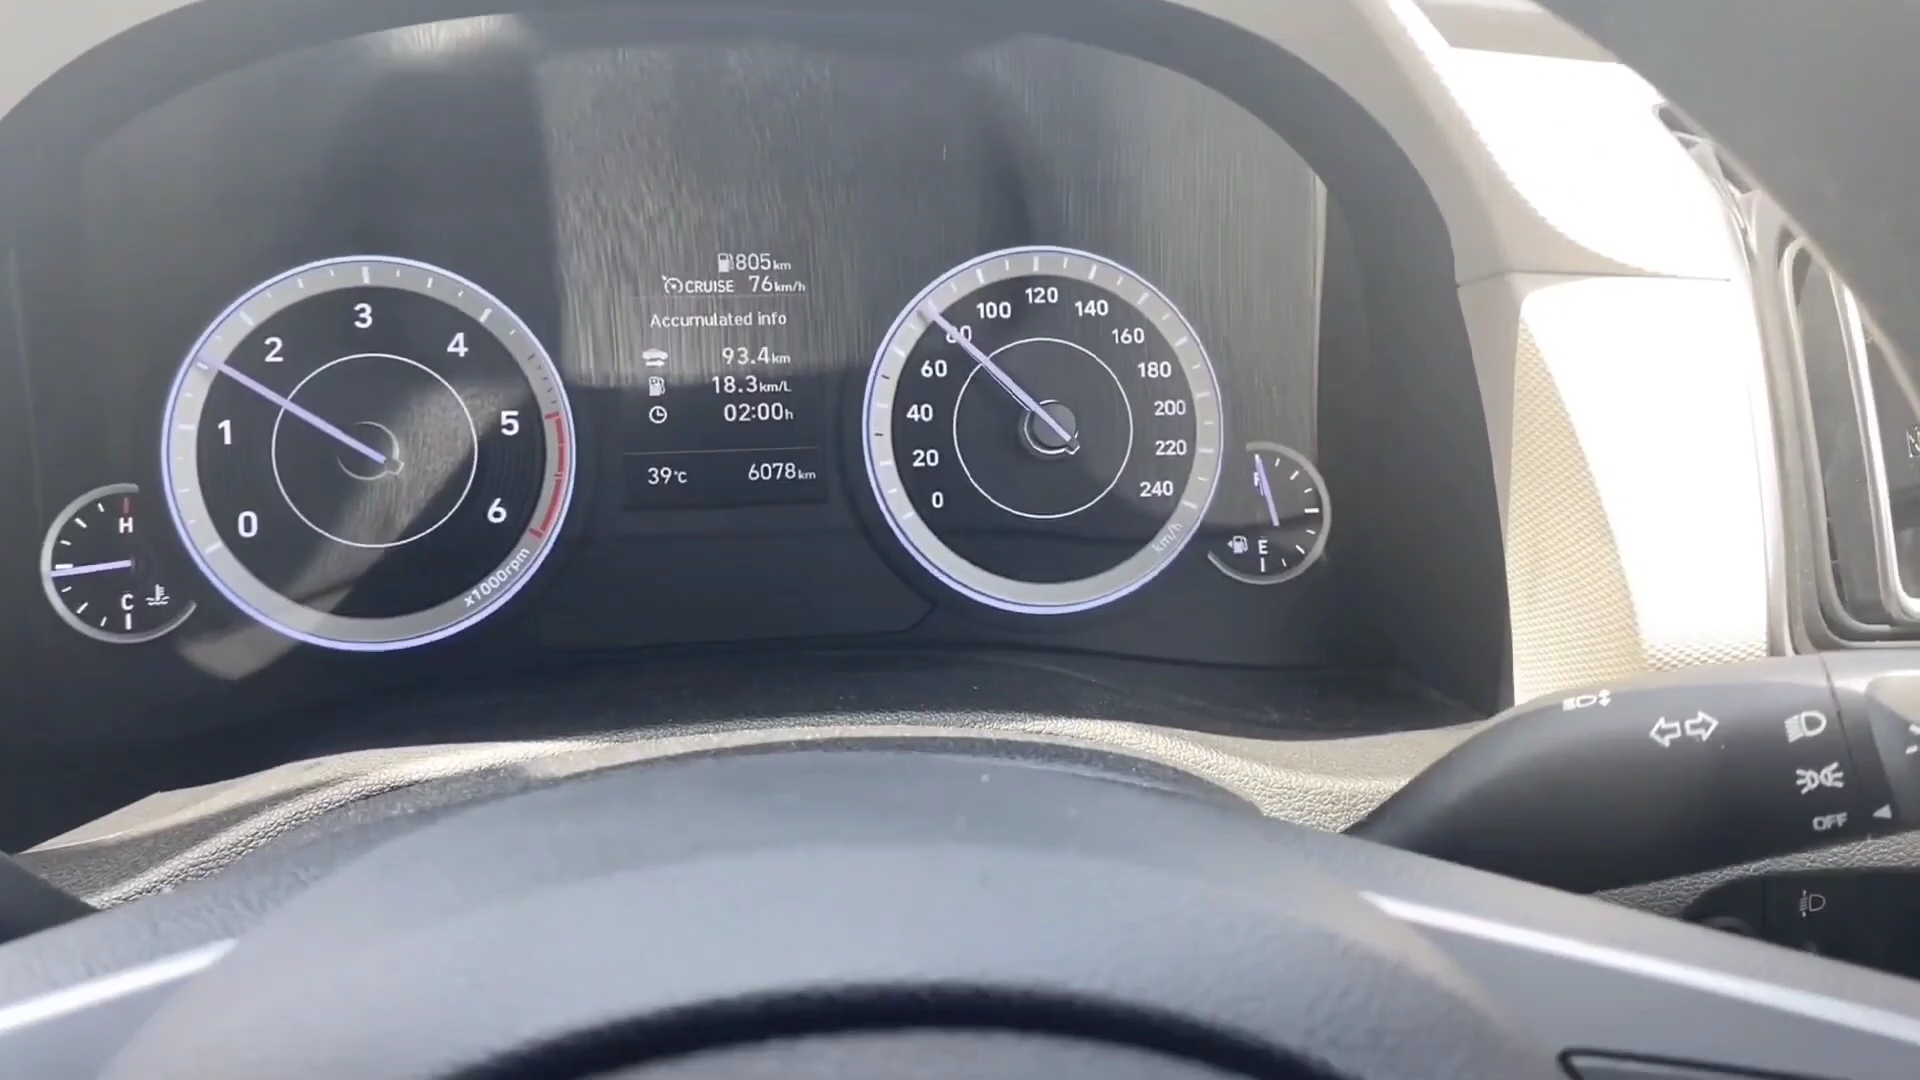 805km
CRUISE 76km/h
Accumulated info
93.4km
18.3km/L
02:00h
39°C 6078km
0
1
2
3
4
5
6
x1000rpm
0
20
40
60
80
100
120
140
160
180
200
220
240
km/h
H
C
E
OFF